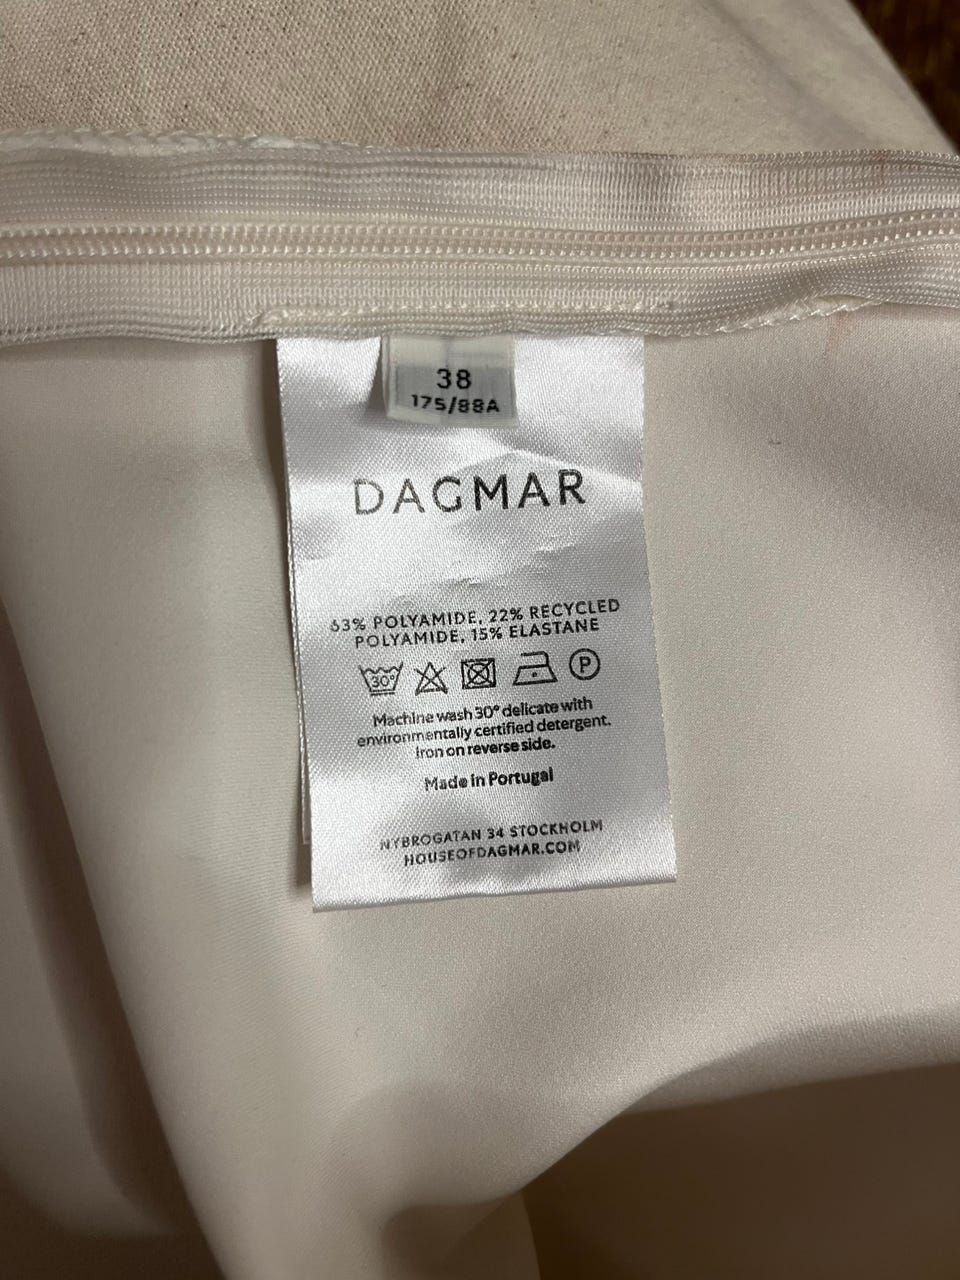 38
175/88A
DAGMAR
63% POLYAMIDE, 22% RECYCLED
POLYAMIDE, 15% ELASTANE
30° P
Machine wash 30° delicate with
environmentally certified detergent.
Iron on reverse side.
Made in Portugal
NYBROGATAN 34 STOCKHOLM
HOUSEOFDAGMAR.COM